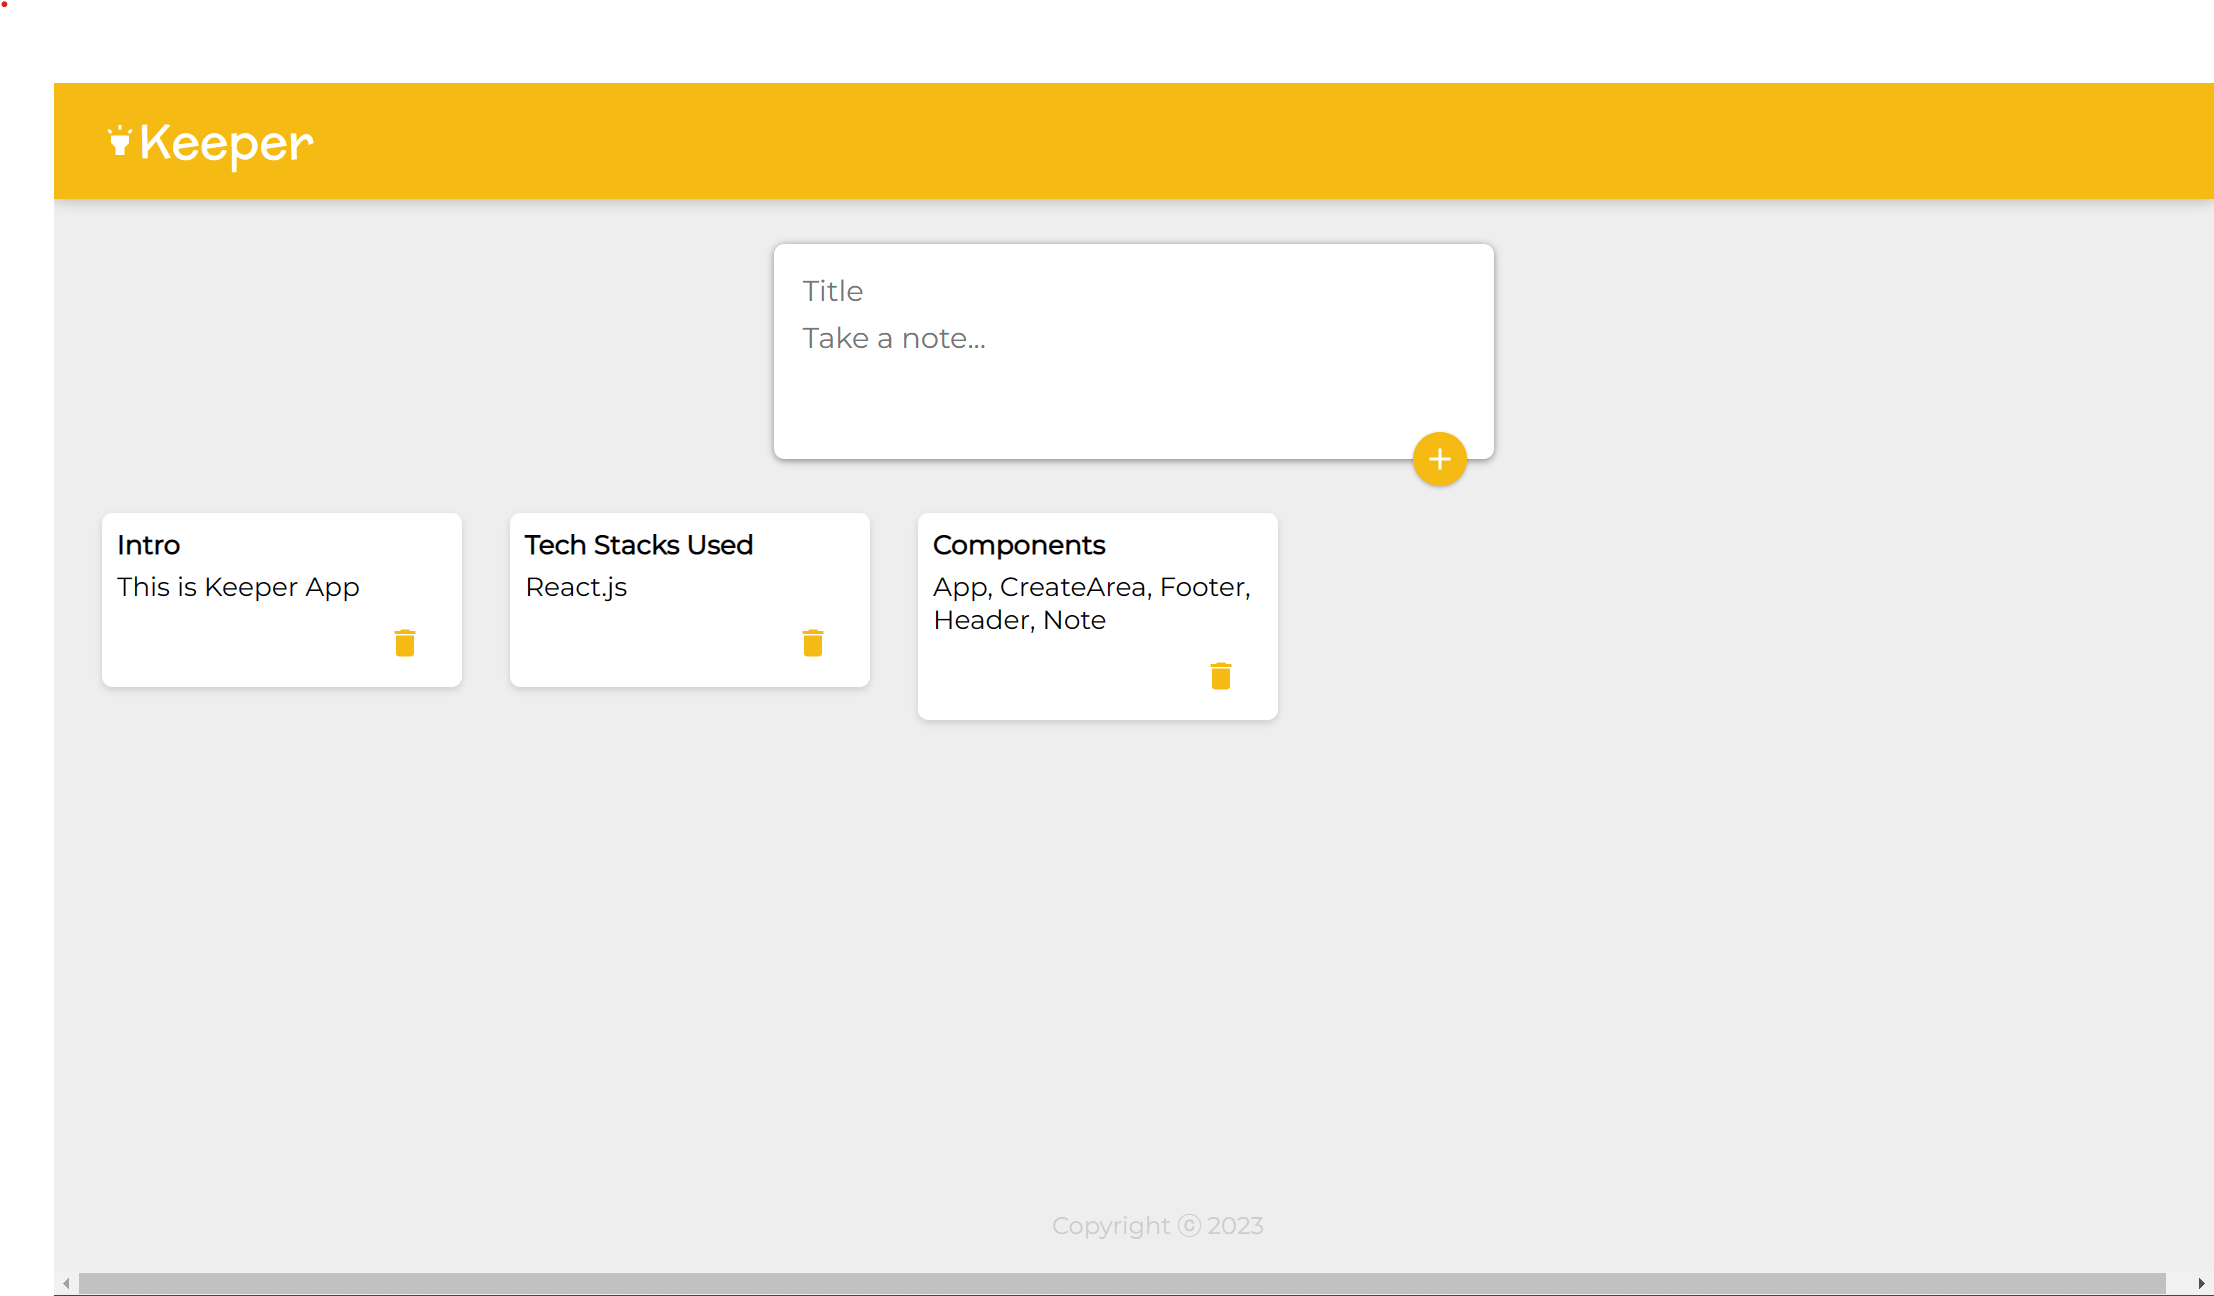 Keeper
Title
Take a note...
Intro
This is Keeper App
Tech Stacks Used
React.js
Components
App, CreateArea, Footer,
Header, Note
Copyright ⓒ 2023